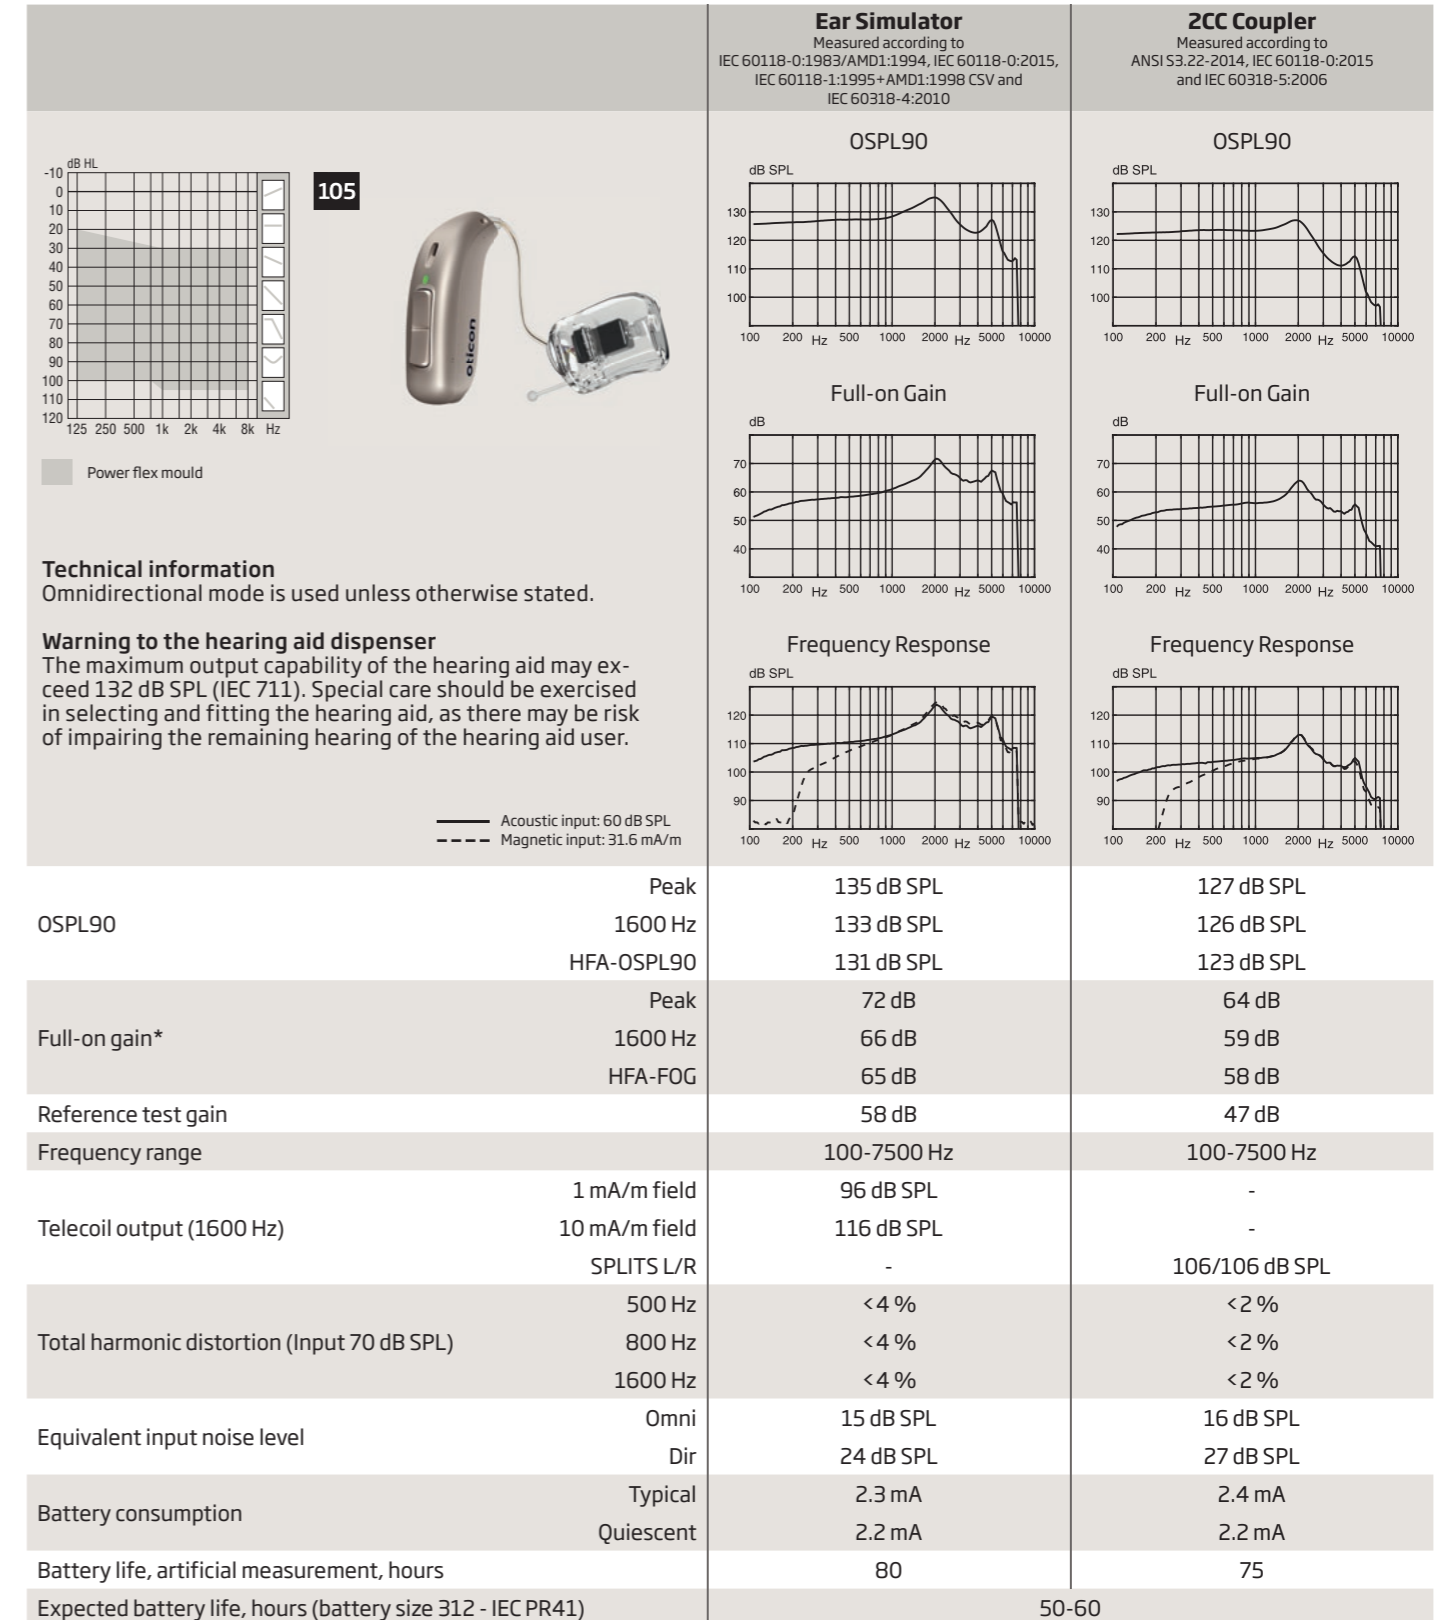 Ear Simulator
Measured according to
IEC 60118-0:1983/AMD1:1994, IEC 60118-0:2015,
IEC 60118-1:1995+AMD1:1998 CSV and
IEC 60318-4:2010
2CC Coupler
Measured according to
ANSI S3.22-2014, IEC 60118-0:2015
and IEC 60318-5:2006
dB HL
-10
0
10
20
30
40
50
60
70
80
90
100
110
120
125 250 500 1k 2k 4k 8k Hz
105
oticon
Power flex mould
Technical information
Omnidirectional mode is used unless otherwise stated.
Warning to the hearing aid dispenser
The maximum output capability of the hearing aid may ex-
ceed 132 dB SPL (IEC 711). Special care should be exercised
in selecting and fitting the hearing aid, as there may be risk
of impairing the remaining hearing of the hearing aid user.
Acoustic input: 60 dB SPL
Magnetic input: 31.6 mA/m
OSPL90
dB SPL
130
120
110
100
100 200 Hz 500 1000 2000 Hz 5000 10000
Full-on Gain
dB
70
60
50
40
100 200 Hz 500 1000 2000 Hz 5000 10000
Frequency Response
dB SPL
120
110
100
90
100 200 Hz 500 1000 2000 Hz 5000 10000
OSPL90
dB SPL
130
120
110
100
100 200 Hz 500 1000 2000 Hz 5000 10000
Full-on Gain
dB
70
60
50
40
100 200 Hz 500 1000 2000 Hz 5000 10000
Frequency Response
dB SPL
120
110
100
90
100 200 Hz 500 1000 2000 Hz 5000 10000
Peak 135 dB SPL 127 dB SPL
OSPL90 1600 Hz 133 dB SPL 126 dB SPL
HFA-OSPL90 131 dB SPL 123 dB SPL
Peak 72 dB 64 dB
Full-on gain* 1600 Hz 66 dB 59 dB
HFA-FOG 65 dB 58 dB
Reference test gain 58 dB 47 dB
Frequency range 100-7500 Hz 100-7500 Hz
1 mA/m field 96 dB SPL -
Telecoil output (1600 Hz) 10 mA/m field 116 dB SPL -
SPLITS L/R - 106/106 dB SPL
500 Hz <4 % <2 %
Total harmonic distortion (Input 70 dB SPL) 800 Hz <4 % <2 %
1600 Hz <4 % <2 %
Omni 15 dB SPL 16 dB SPL
Equivalent input noise level
Dir 24 dB SPL 27 dB SPL
Typical 2.3 mA 2.4 mA
Battery consumption
Quiescent 2.2 mA 2.2 mA
Battery life, artificial measurement, hours 80 75
Expected battery life, hours (battery size 312 - IEC PR41) 50-60